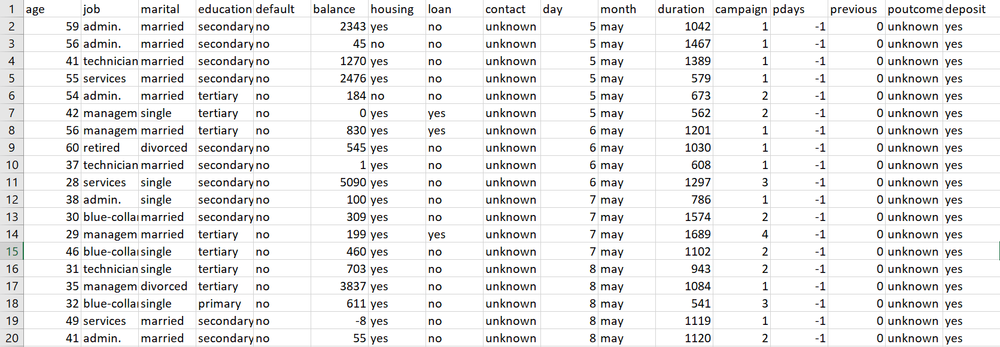 1 age job marital education default balance housing loan contact day month duration campaign pdays previous poutcome deposit
2 59 admin. married secondary no 2343 yes no unknown 5 may 1042 1 -1 0 unknown yes
3 56 admin. married secondary no 45 no no unknown 5 may 1467 1 -1 0 unknown yes
4 41 technician married secondary no 1270 yes no unknown 5 may 1389 1 -1 0 unknown yes
5 55 services married secondary no 2476 yes no unknown 5 may 579 1 -1 0 unknown yes
6 54 admin. married tertiary no 184 no no unknown 5 may 673 2 -1 0 unknown yes
7 42 managem single tertiary no 0 yes yes unknown 5 may 562 2 -1 0 unknown yes
8 56 managem married tertiary no 830 yes yes unknown 6 may 1201 1 -1 0 unknown yes
9 60 retired divorced secondary no 545 yes no unknown 6 may 1030 1 -1 0 unknown yes
10 37 technician married secondary no 1 yes no unknown 6 may 608 1 -1 0 unknown yes
11 28 services single secondary no 5090 yes no unknown 6 may 1297 3 -1 0 unknown yes
12 38 admin. single secondary no 100 yes no unknown 7 may 786 1 -1 0 unknown yes
13 30 blue-colla married secondary no 309 yes no unknown 7 may 1574 2 -1 0 unknown yes
14 29 managem married tertiary no 199 yes yes unknown 7 may 1689 4 -1 0 unknown yes
15 46 blue-colla single tertiary no 460 yes no unknown 7 may 1102 2 -1 0 unknown yes
16 31 technician single tertiary no 703 yes no unknown 8 may 943 2 -1 0 unknown yes
17 35 managem divorced tertiary no 3837 yes no unknown 8 may 1084 1 -1 0 unknown yes
18 32 blue-colla single primary no 611 yes no unknown 8 may 541 3 -1 0 unknown yes
19 49 services married secondary no -8 yes no unknown 8 may 1119 1 -1 0 unknown yes
20 41 admin. married secondary no 55 yes no unknown 8 may 1120 2 -1 0 unknown yes